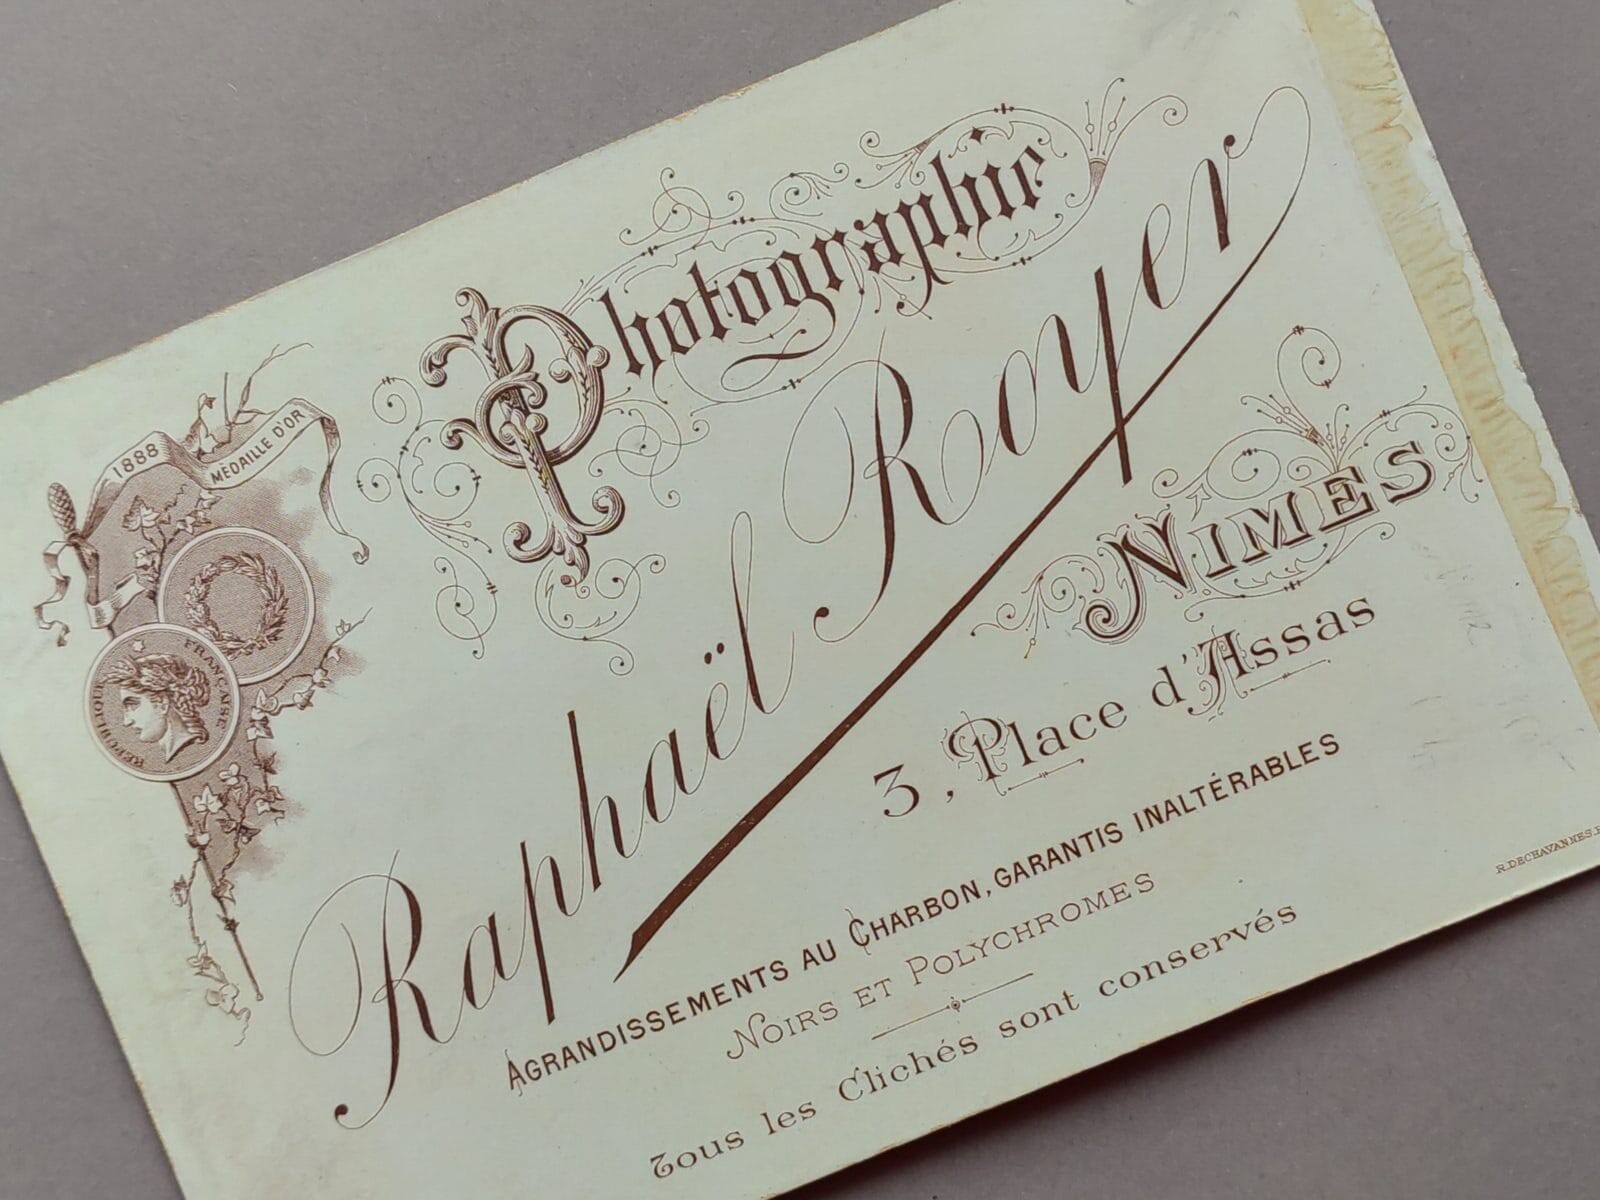 1888
MÉDAILLE D'OR
RÉPUBLIQUE FRANÇAISE
Photographie
Raphaël Royer
NIMES
3, Place d'Assas
AGRANDISSEMENTS AU CHARBON, GARANTIS INALTÉRABLES
NOIRS ET POLYCHROMES
Tous les Clichés sont conservés
R.DECHAVANNES.